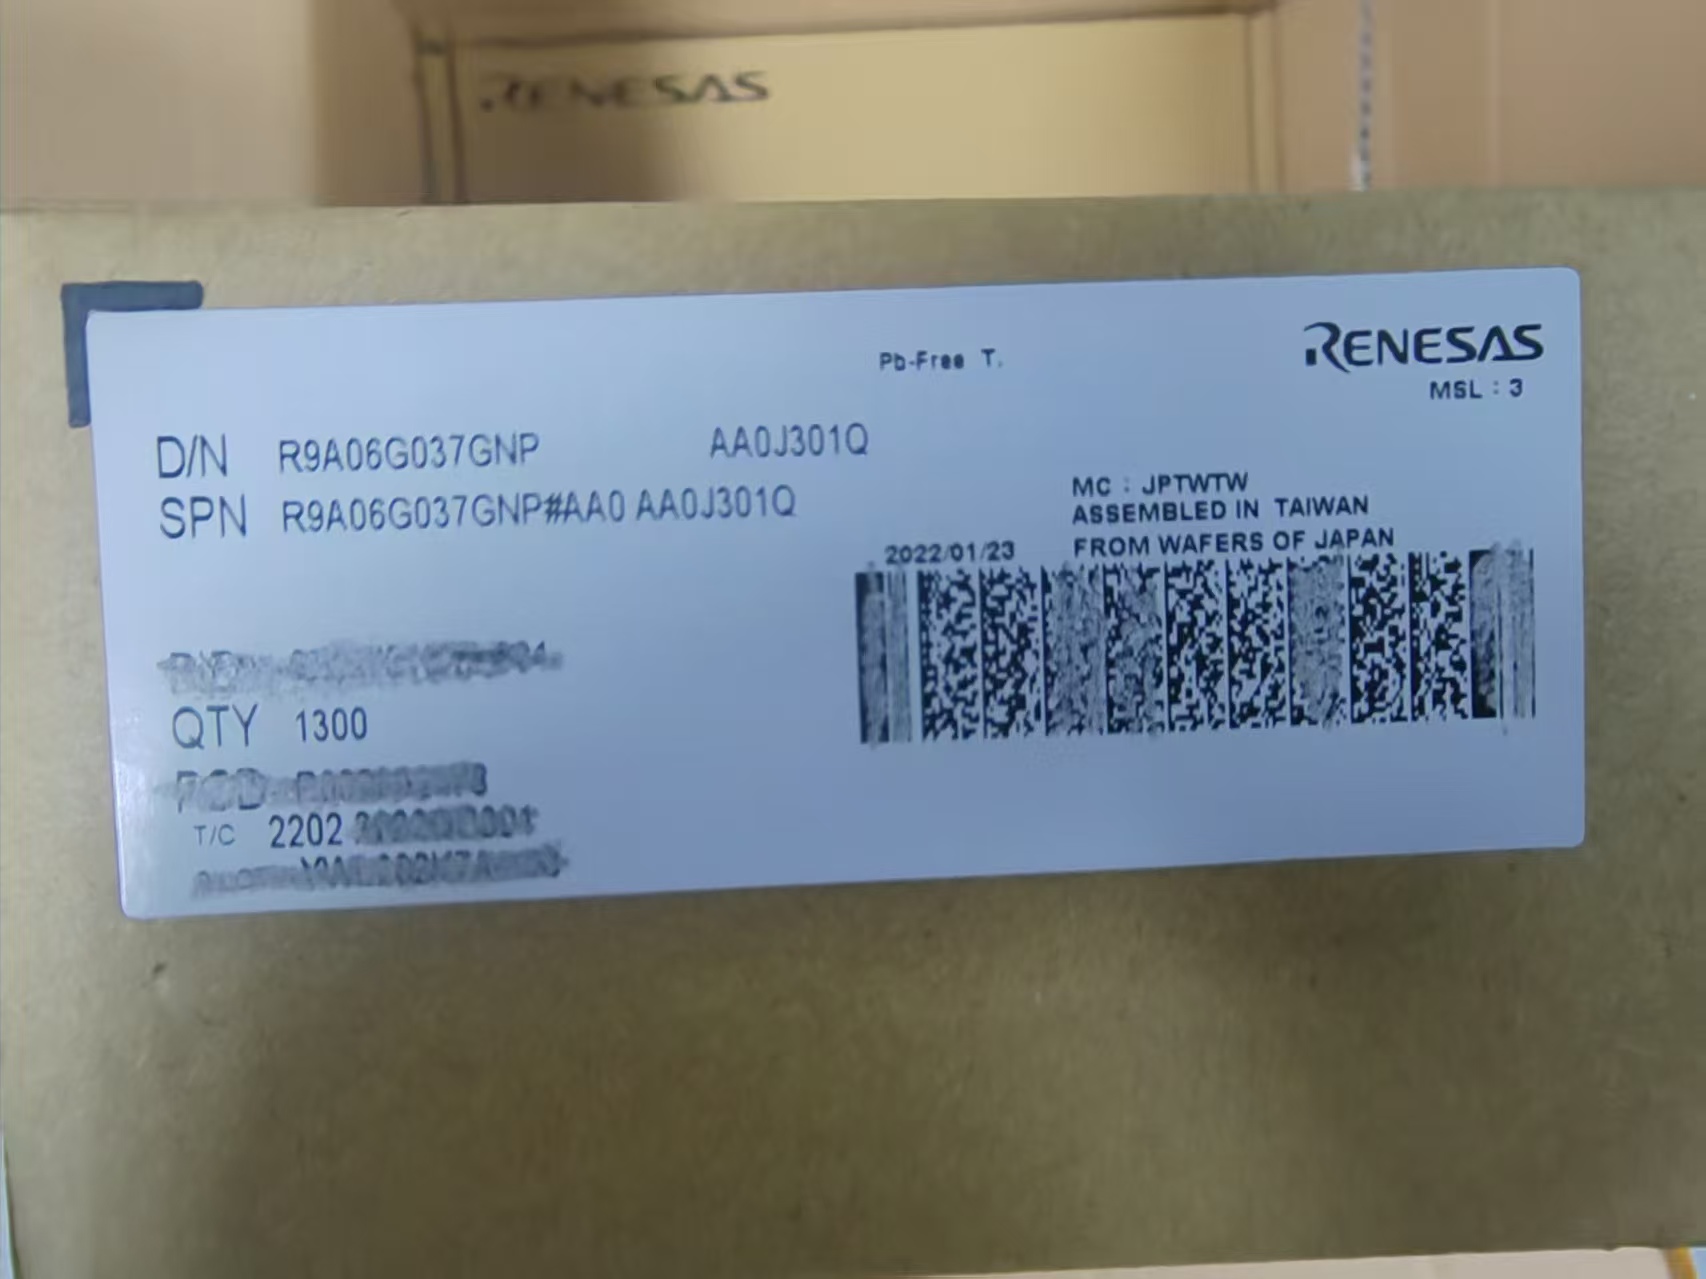 RENESAS
RENESAS
Pb-Free T.
MSL : 3
D/N R9A06G037GNP AA0J301Q
SPN R9A06G037GNP#AA0 AA0J301Q
MC : JPTWTW
ASSEMBLED IN TAIWAN
2022/01/23 FROM WAFERS OF JAPAN
QTY 1300
T/C 2202